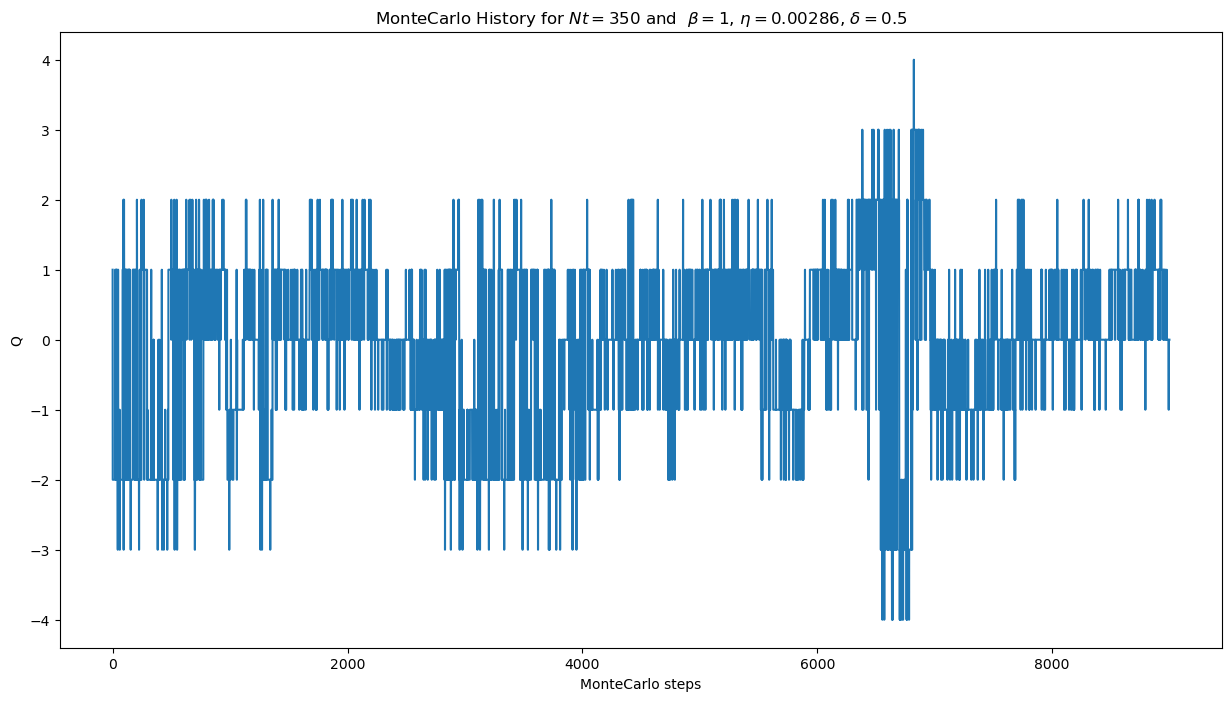 MonteCarlo History for Nt = 350 and β = 1, η = 0.00286, δ = 0.5
4
3
2
1
0
−1
−2
−3
−4
Q
0 2000 4000 6000 8000
MonteCarlo steps